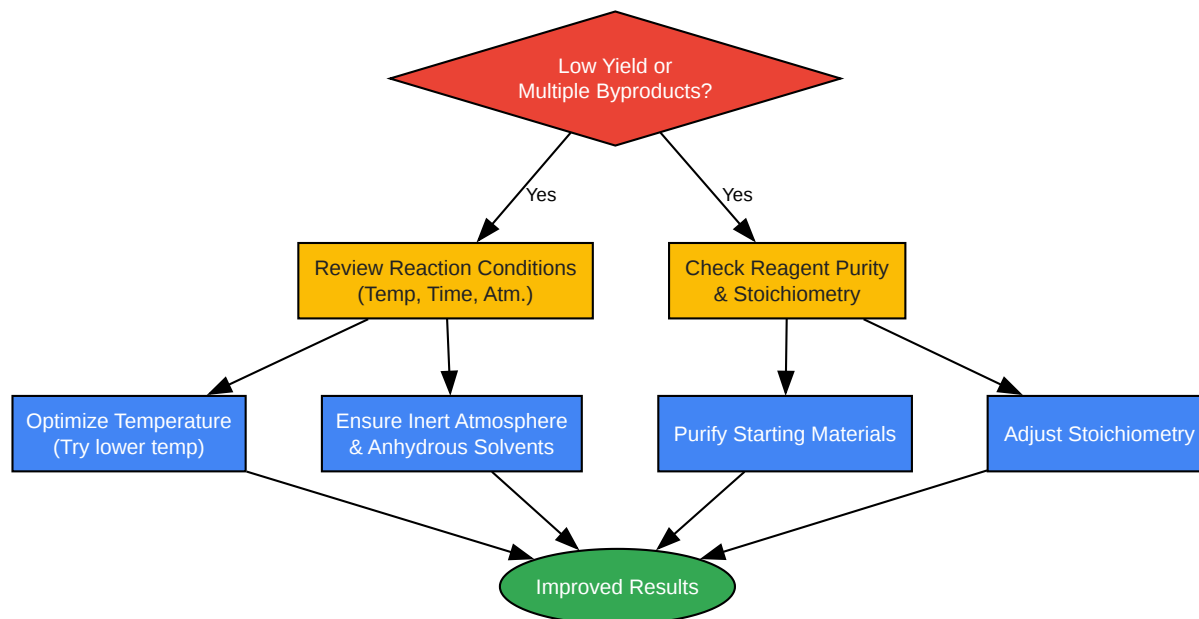 Low Yield or
Multiple Byproducts?
Yes
Yes
Review Reaction Conditions
(Temp, Time, Atm.)
Check Reagent Purity
& Stoichiometry
Optimize Temperature
(Try lower temp)
Ensure Inert Atmosphere
& Anhydrous Solvents
Purify Starting Materials
Adjust Stoichiometry
Improved Results